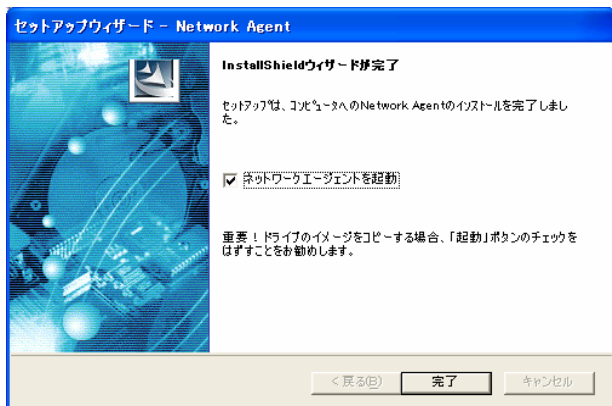 セットアップウィザード - Network Agent
InstallShieldウィザードが完了
ｾｯﾄｱｯﾌﾟは、ｺﾝﾋﾟｭｰﾀへのNetwork Agentのｲﾝｽﾄｰﾙを完了しまし
た。
ネットワークエージェントを起動
重要！ドライブのイメージをコピーする場合、「起動」ボタンのチェックを
はずすことをお勧めします。
< 戻る(B)
完了
キャンセル